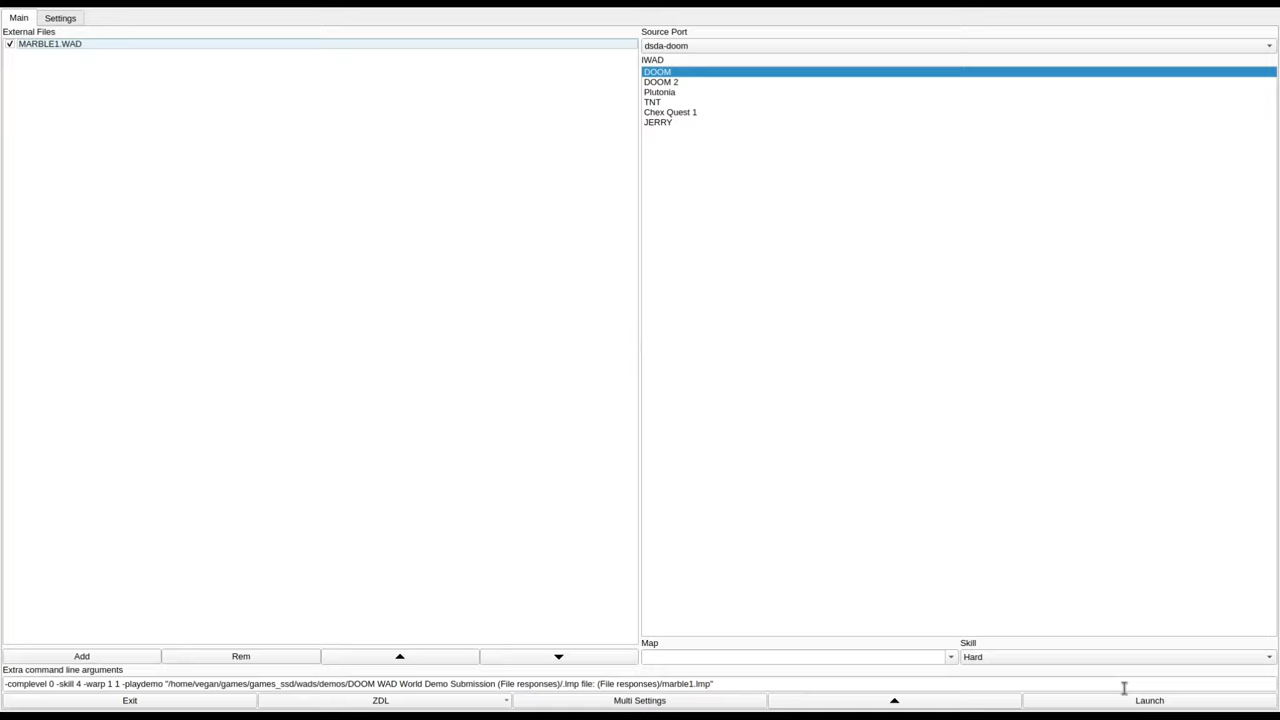 Main Settings
External Files
MARBLE1.WAD
Source Port
dsda-doom
IWAD
DOOM
DOOM 2
Plutonia
TNT
Chex Quest 1
JERRY
Map
Skill
Hard
Add Rem
Extra command line arguments
-complevel 0 -skill 4 -warp 1 1 -playdemo "/home/vegan/games/games_ssd/wads/demos/DOOM WAD World Demo Submission (File responses)/.lmp file: (File responses)/marble1.lmp"
Exit ZDL Multi Settings Launch